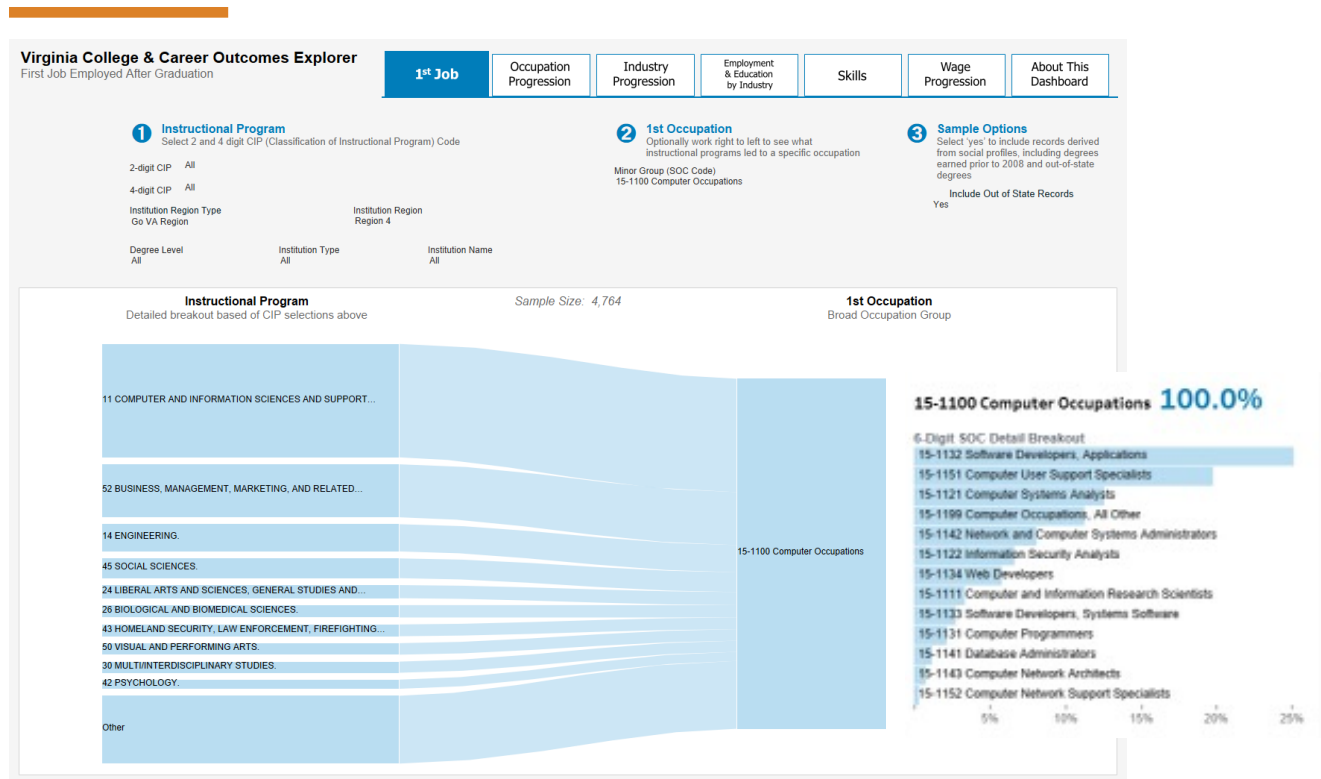 Virginia College & Career Outcomes Explorer
First Job Employed After Graduation
1st Job
Occupation
Progression
Industry
Progression
Employment
& Education
by Industry
Skills
Wage
Progression
About This
Dashboard
1 Instructional Program
Select 2 and 4 digit CIP (Classification of Instructional Program) Code
2-digit CIP All
4-digit CIP All
Institution Region Type
Go VA Region
Institution Region
Region 4
Degree Level
All
Institution Type
All
Institution Name
All
2 1st Occupation
Optionally work right to left to see what
instructional programs led to a specific occupation
Minor Group (SOC Code)
15-1100 Computer Occupations
3 Sample Options
Select 'yes' to include records derived
from social profiles, including degrees
earned prior to
2008 and out-of-state
degrees
Include Out of State Records
Yes
Instructional Program
Detailed breakout based of CIP selections above
Sample Size: 4,764
1st Occupation
Broad Occupation Group
11 COMPUTER AND INFORMATION SCIENCES AND SUPPORT...
52 BUSINESS, MANAGEMENT, MARKETING, AND RELATED...
14 ENGINEERING.
45 SOCIAL SCIENCES.
24 LIBERAL ARTS AND SCIENCES, GENERAL STUDIES AND...
26 BIOLOGICAL AND BIOMEDICAL SCIENCES.
43 HOMELAND SECURITY, LAW ENFORCEMENT, FIREFIGHTING...
50 VISUAL AND PERFORMING ARTS.
30 MULTI/INTERDISCIPLINARY STUDIES.
42 PSYCHOLOGY.
Other
15-1100 Computer Occupations
15-1100 Computer Occupations 100.0%
6-Digit SOC Detail Breakout
15-1132 Software Developers, Applications
15-1151 Computer User Support Specialists
15-1121 Computer Systems Analysts
15-1199 Computer Occupations, All Other
15-1142 Network and Computer Systems Administrators
15-1122 Information Security Analysts
15-1134 Web Developers
15-1111 Computer and Information Research Scientists
15-1133 Software Developers, Systems Software
15-1131 Computer Programmers
15-1141 Database Administrators
15-1143 Computer Network Architects
15-1152 Computer Network Support Specialists
5% 10% 15% 20% 25%